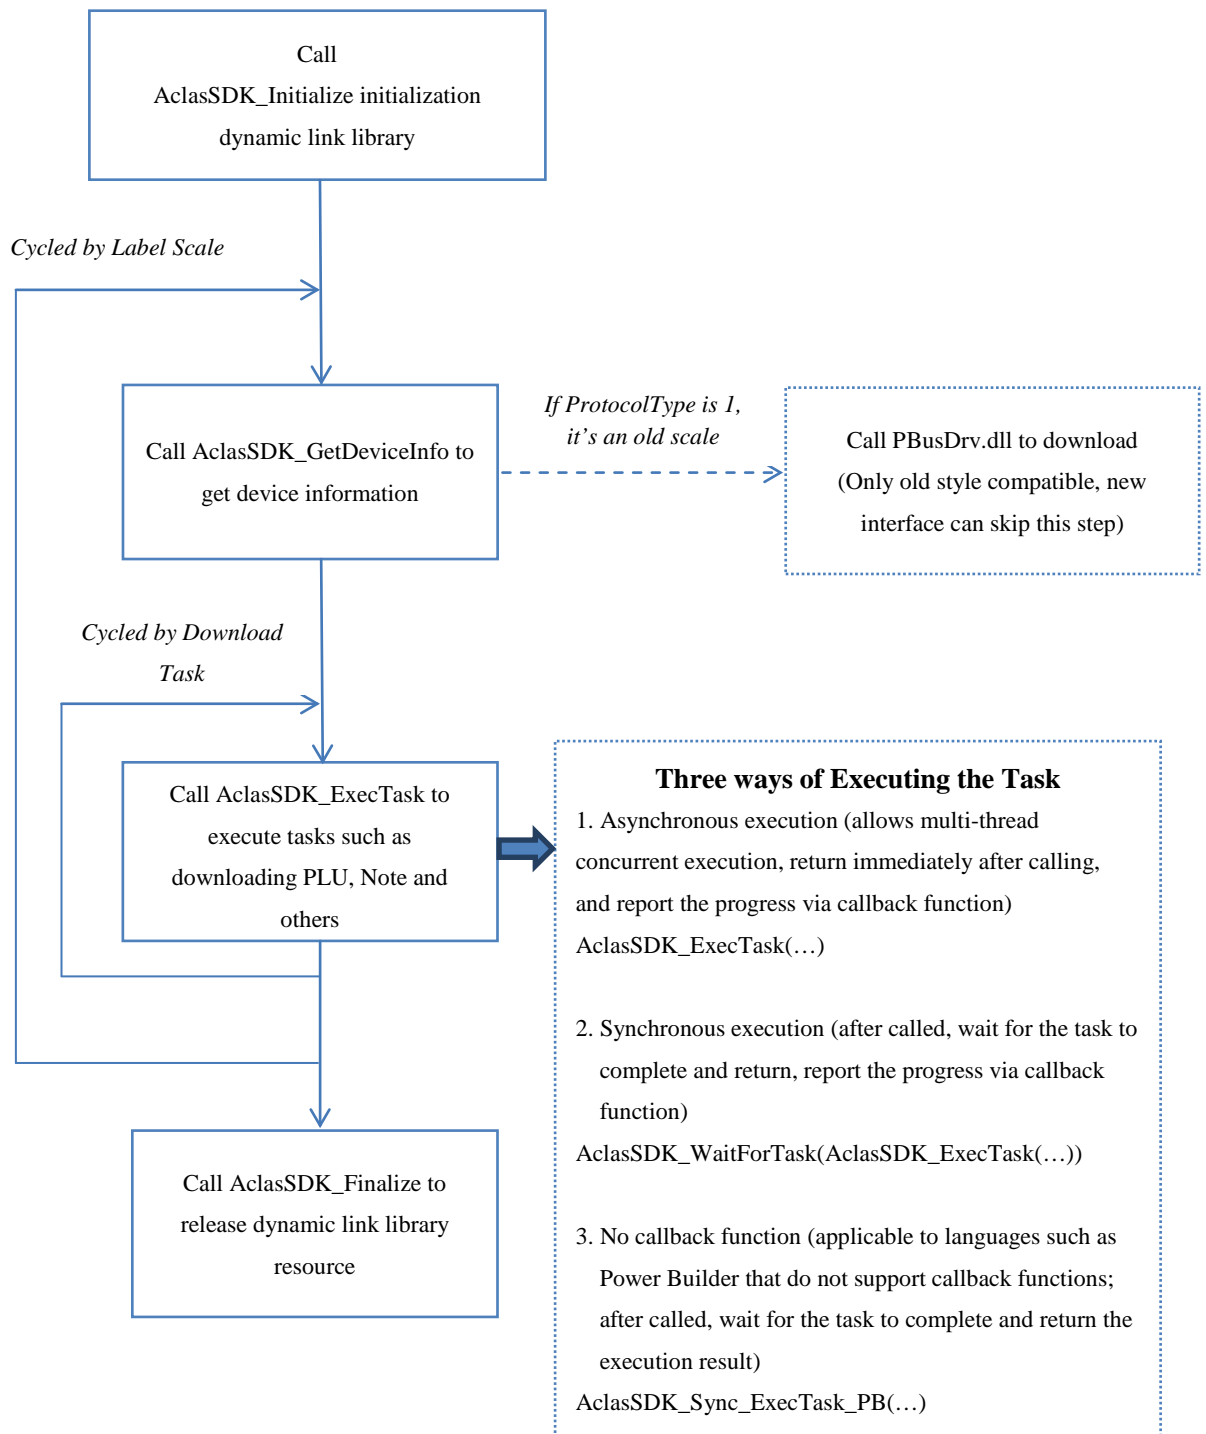 Call
AclasSDK_Initialize initialization
dynamic link library
Cycled by Label Scale
If ProtocolType is 1,
it's an old scale
Call AclasSDK_GetDeviceInfo to
get device information
Call PBusDrv.dll to download
(Only old style compatible, new
interface can skip this step)
Cycled by Download
Task
Call AclasSDK_ExecTask to
execute tasks such as
downloading PLU, Note and
others
Three ways of Executing the Task
1. Asynchronous execution (allows multi-thread
concurrent execution, return immediately after calling,
and report the progress via callback function)
AclasSDK_ExecTask(…)
2. Synchronous execution (after called, wait for the task to
complete and return, report the progress via callback
function)
AclasSDK_WaitForTask(AclasSDK_ExecTask(…))
3. No callback function (applicable to languages such as
Power Builder that do not support callback functions;
after called, wait for the task to complete and return the
execution result)
AclasSDK_Sync_ExecTask_PB(…)
Call AclasSDK_Finalize to
release dynamic link library
resource